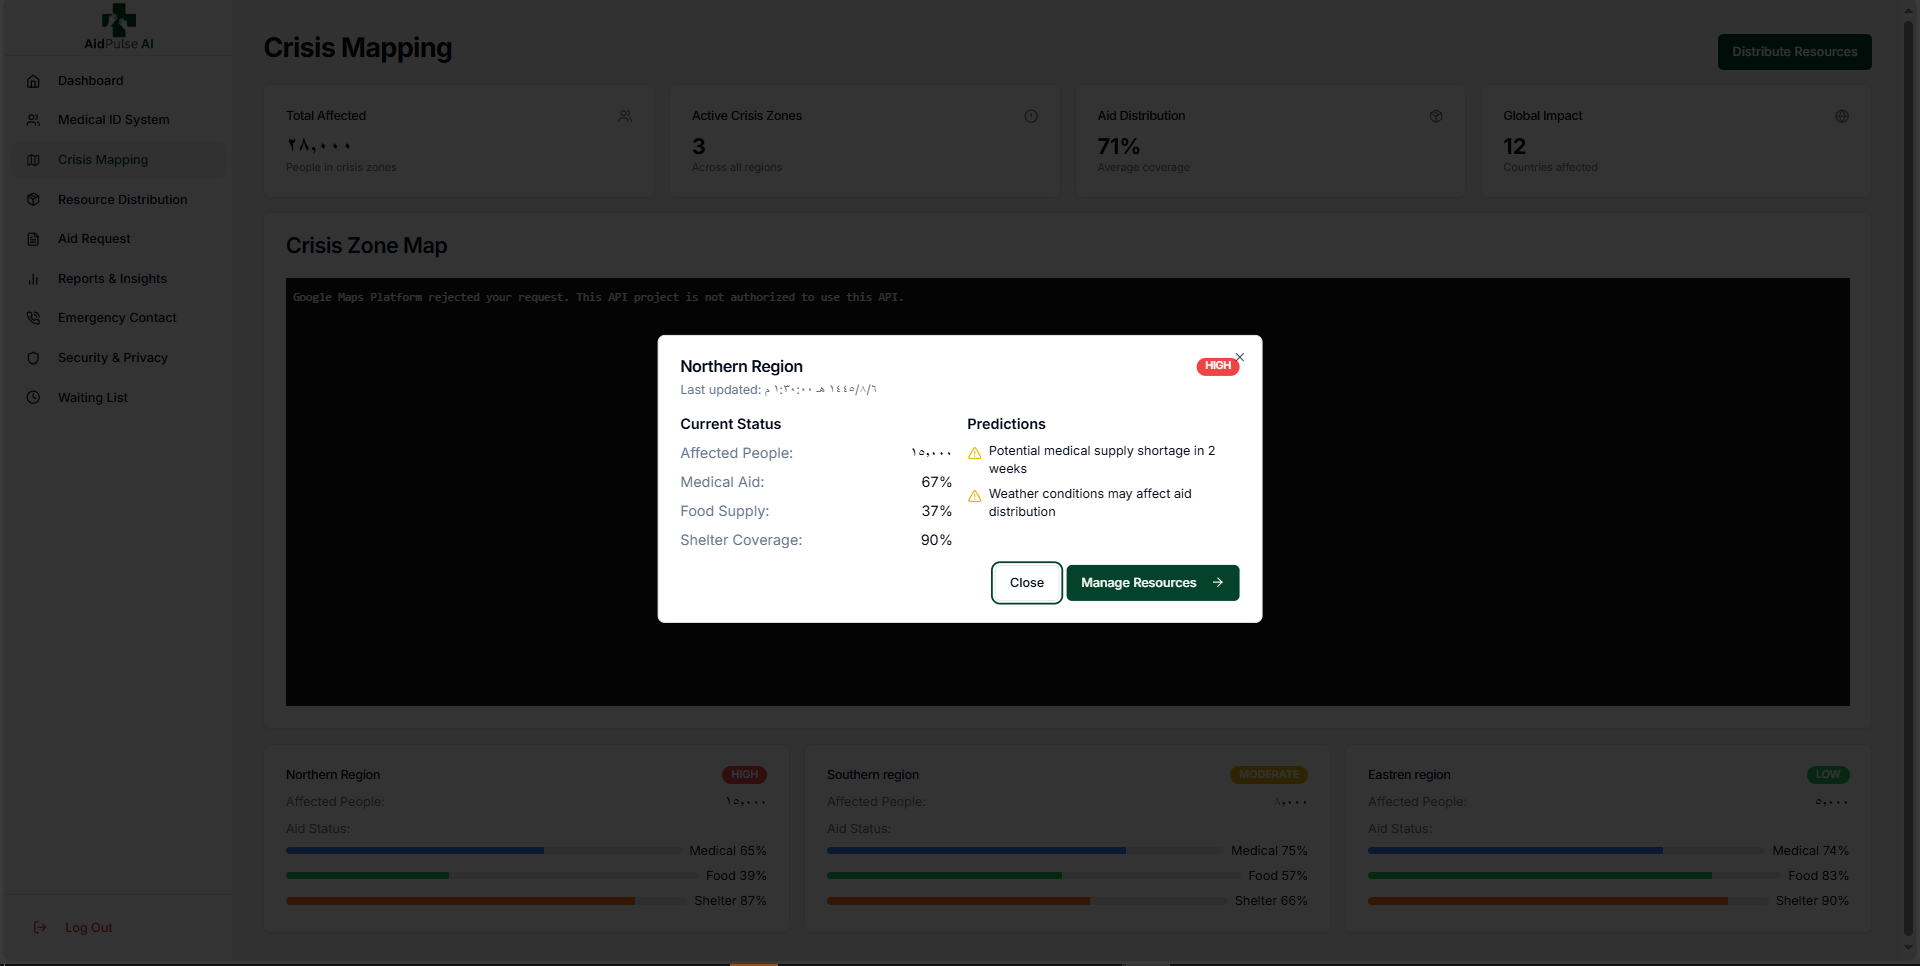 AidPulse AI
Dashboard
Medical ID System
Crisis Mapping
Resource Distribution
Aid Request
Reports & Insights
Emergency Contact
Security & Privacy
Waiting List
Log Out
Crisis Mapping
Distribute Resources
Total Affected
٢٨,٠٠٠
People in crisis zones
Active Crisis Zones
3
Across all regions
Aid Distribution
71%
Average coverage
Global Impact
12
Countries affected
Crisis Zone Map
Google Maps Platform rejected your request. This API project is not authorized to use this API.
Northern Region
HIGH
Last updated: ١٤٤٥/٨/٦ هـ ١:٣٠:٠٠ م
Current Status
Affected People: ١٥,٠٠٠
Medical Aid: 67%
Food Supply: 37%
Shelter Coverage: 90%
Predictions
Potential medical supply shortage in 2
weeks
Weather conditions may affect aid
distribution
Close
Manage Resources
Northern Region
HIGH
Affected People: ١٥,٠٠٠
Aid Status:
Medical 65%
Food 39%
Shelter 87%
Southern region
MODERATE
Affected People: ٨,٠٠٠
Aid Status:
Medical 75%
Food 57%
Shelter 66%
Eastren region
LOW
Affected People: ٥,٠٠٠
Aid Status:
Medical 74%
Food 83%
Shelter 90%